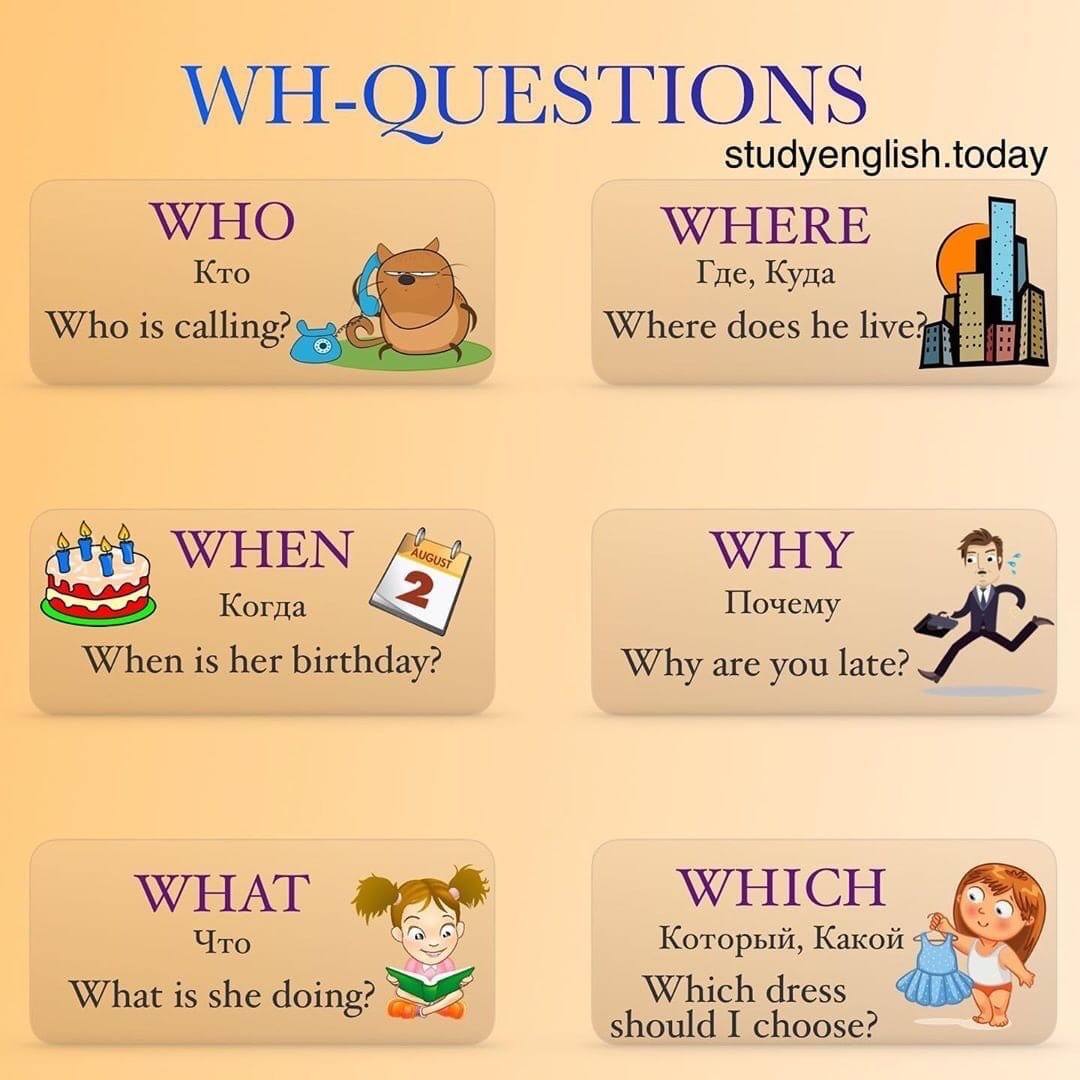 WH-QUESTIONS
studyenglish.today
WHO
Кто
Who is calling?
WHERE
Где, Куда
Where does he live?
WHEN
AUGUST
2
Когда
When is her birthday?
WHY
Почему
Why are you late?
WHAT
Что
What is she doing?
WHICH
Который, Какой
Which dress
should I choose?